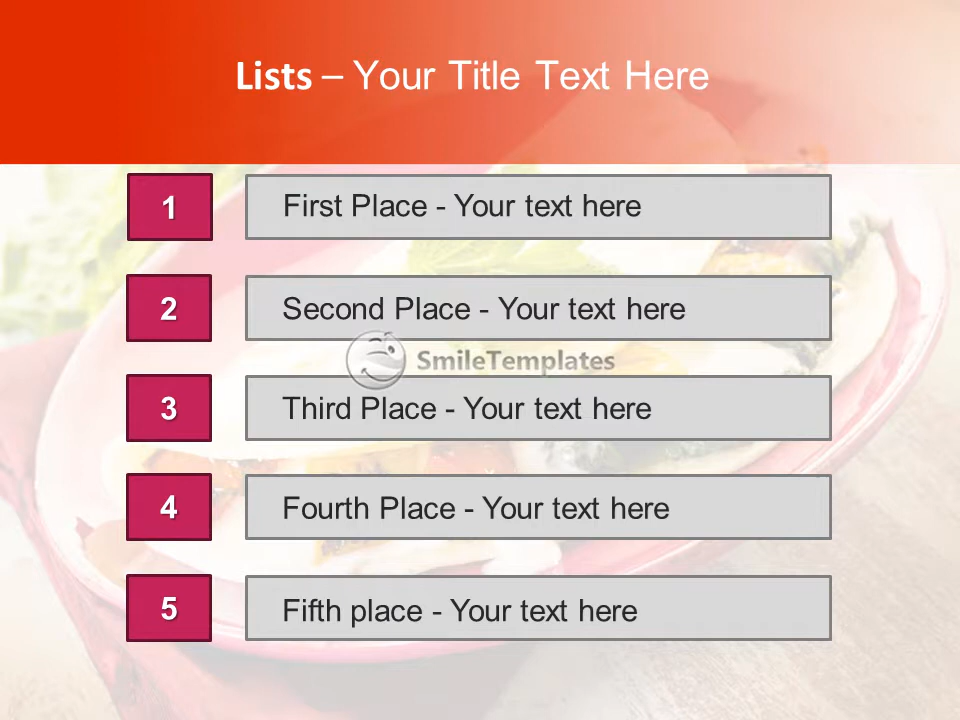 Lists – Your Title Text Here
1 First Place - Your text here
2 Second Place - Your text here
SmileTemplates
3 Third Place - Your text here
4 Fourth Place - Your text here
5 Fifth place - Your text here